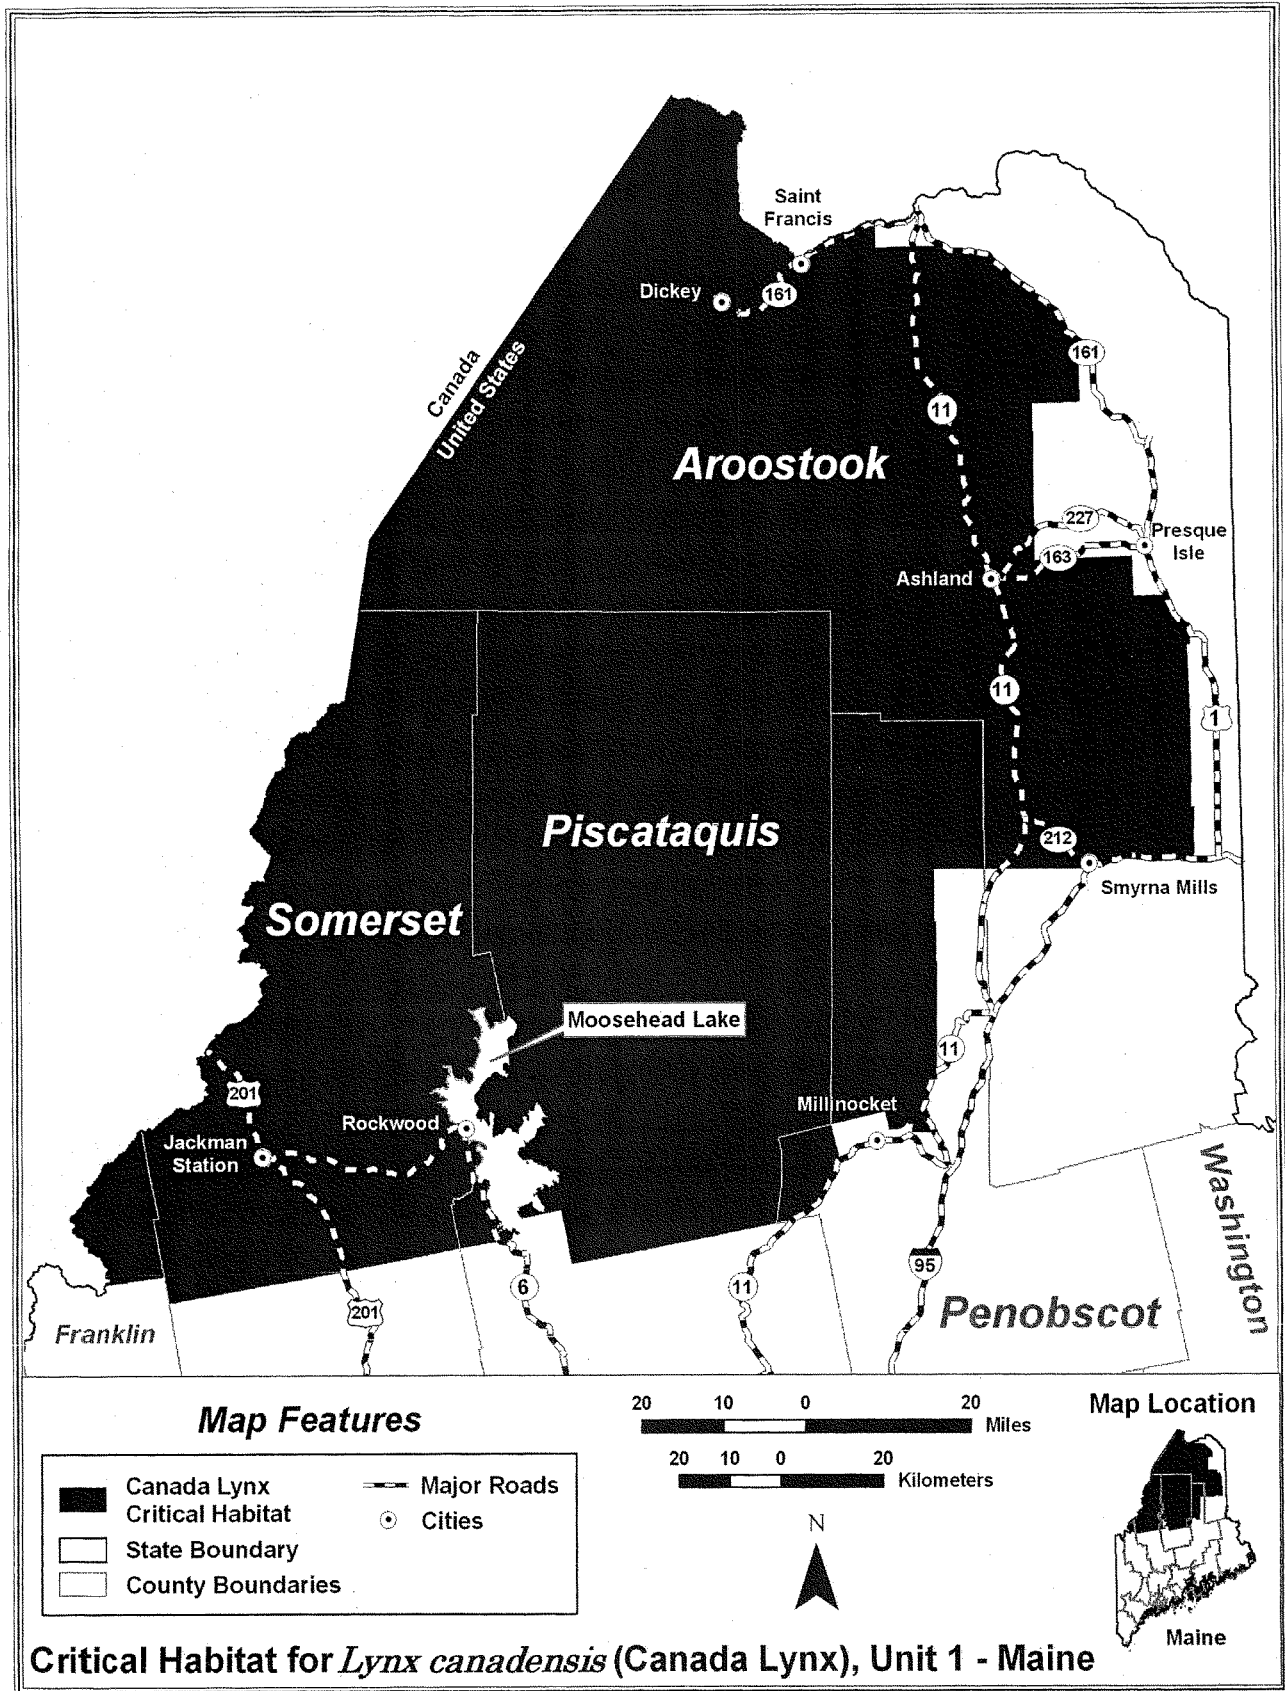 Saint
Francis
Dickey
161
161
Canada
United States
11
Aroostook
227
Presque
Isle
163
Ashland
11
1
Piscataquis
212
Smyrna Mills
Somerset
Moosehead Lake
11
201
Rockwood
Millinocket
Jackman
Station
Washington
95
6
11
201
Penobscot
Franklin
Map Features
Canada Lynx
Critical Habitat
State Boundary
County Boundaries
Major Roads
Cities
20 10 0 20
Miles
20 10 0 20
Kilometers
N
Map Location
Maine
Critical Habitat for Lynx canadensis (Canada Lynx), Unit 1 - Maine